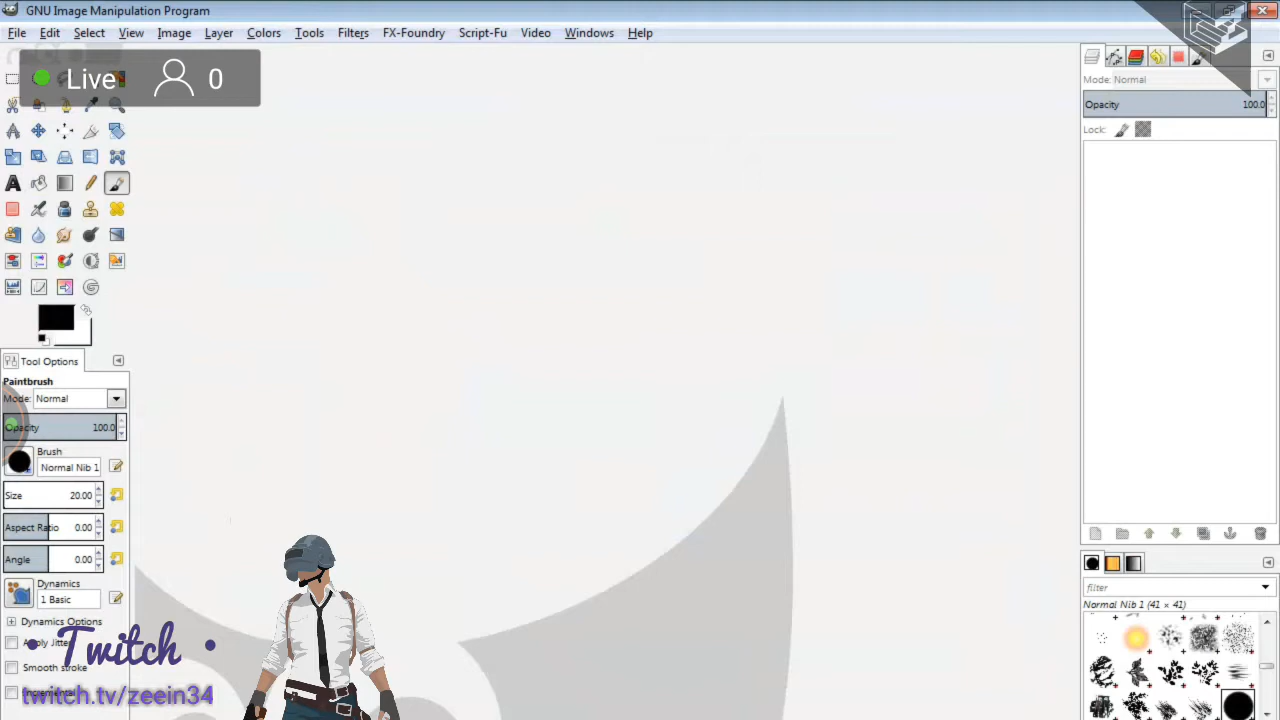 GNU Image Manipulation Program
File Edit Select View Image Layer Colors Tools Filters FX-Foundry Script-Fu Video Windows Help
Live 0
Mode: Normal
Opacity 100.0
Lock:
Tool Options
Paintbrush
Mode: Normal
Opacity 100.0
Brush
Normal Nib 1
Size 20.00
Aspect Ratio 0.00
Angle 0.00
Dynamics
1 Basic
Dynamics Options
Apply Jitter
Smooth stroke
Incremental
• Twitch •
twitch.tv/zeein34
filter
Normal Nib 1 (41 × 41)